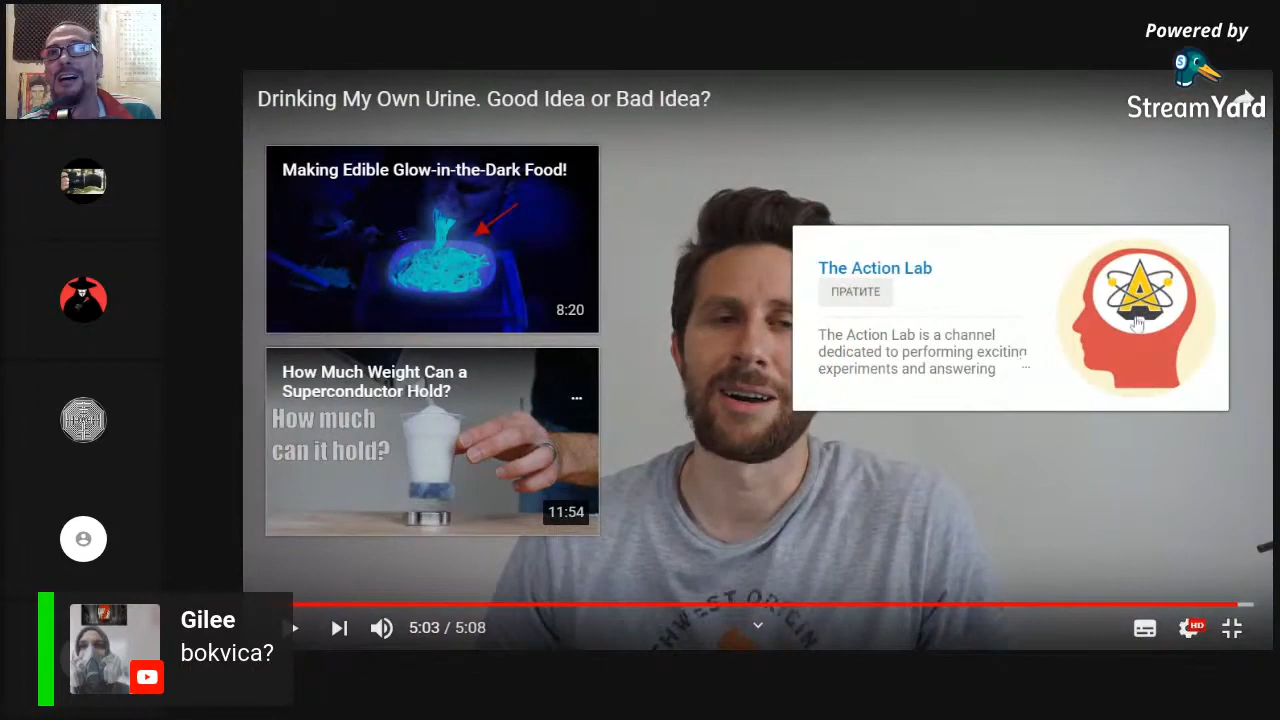 Powered by
StreamYard
Drinking My Own Urine. Good Idea or Bad Idea?
Making Edible Glow-in-the-Dark Food!
8:20
The Action Lab
ПРАТИТЕ
The Action Lab is a channel
dedicated to performing exciting
experiments and answering
...
How Much Weight Can a
Superconductor Hold?
How much
can it hold?
11:54
Gilee
bokvica?
5:03 / 5:08
HD